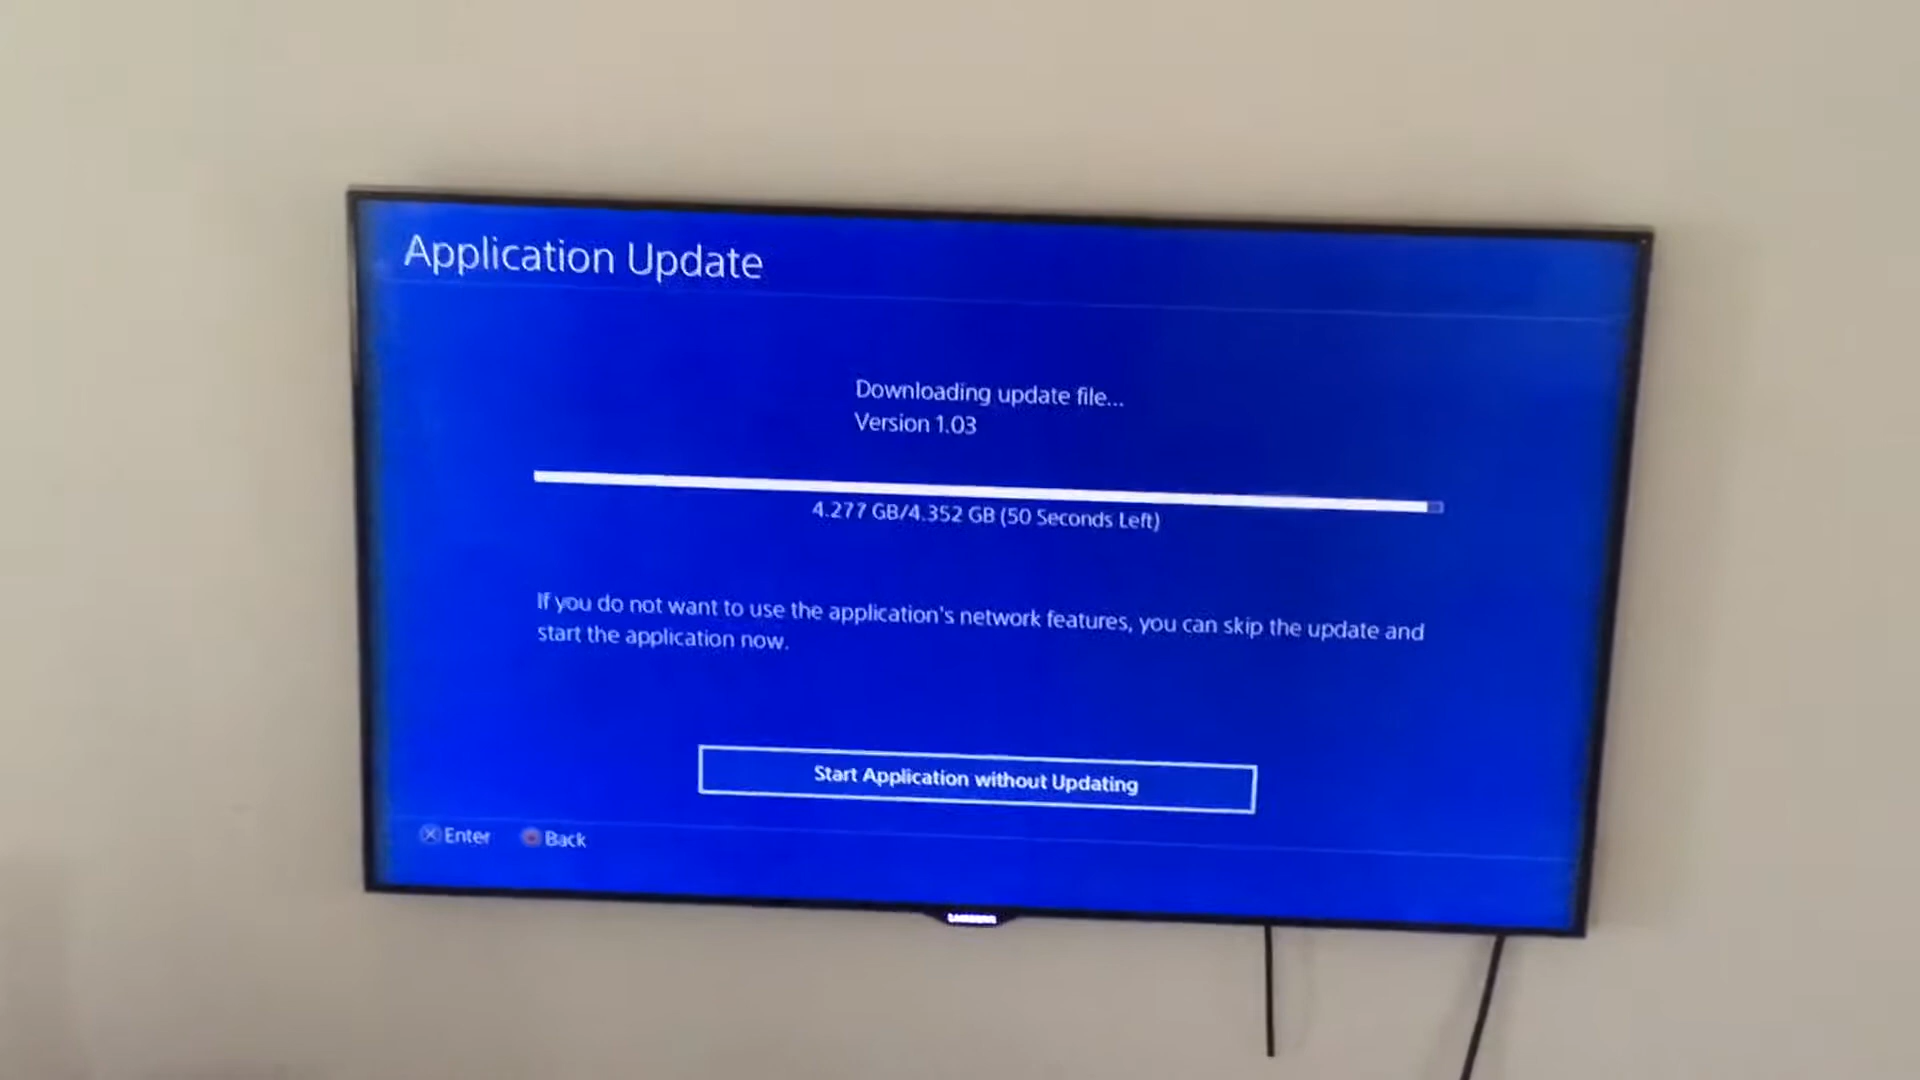 Application Update
Downloading update file...
Version 1.03
4.277 GB/4.352 GB (50 Seconds Left)
If you do not want to use the application's network features, you can skip the update and
start the application now.
Start Application without Updating
Enter Back
SAMSUNG